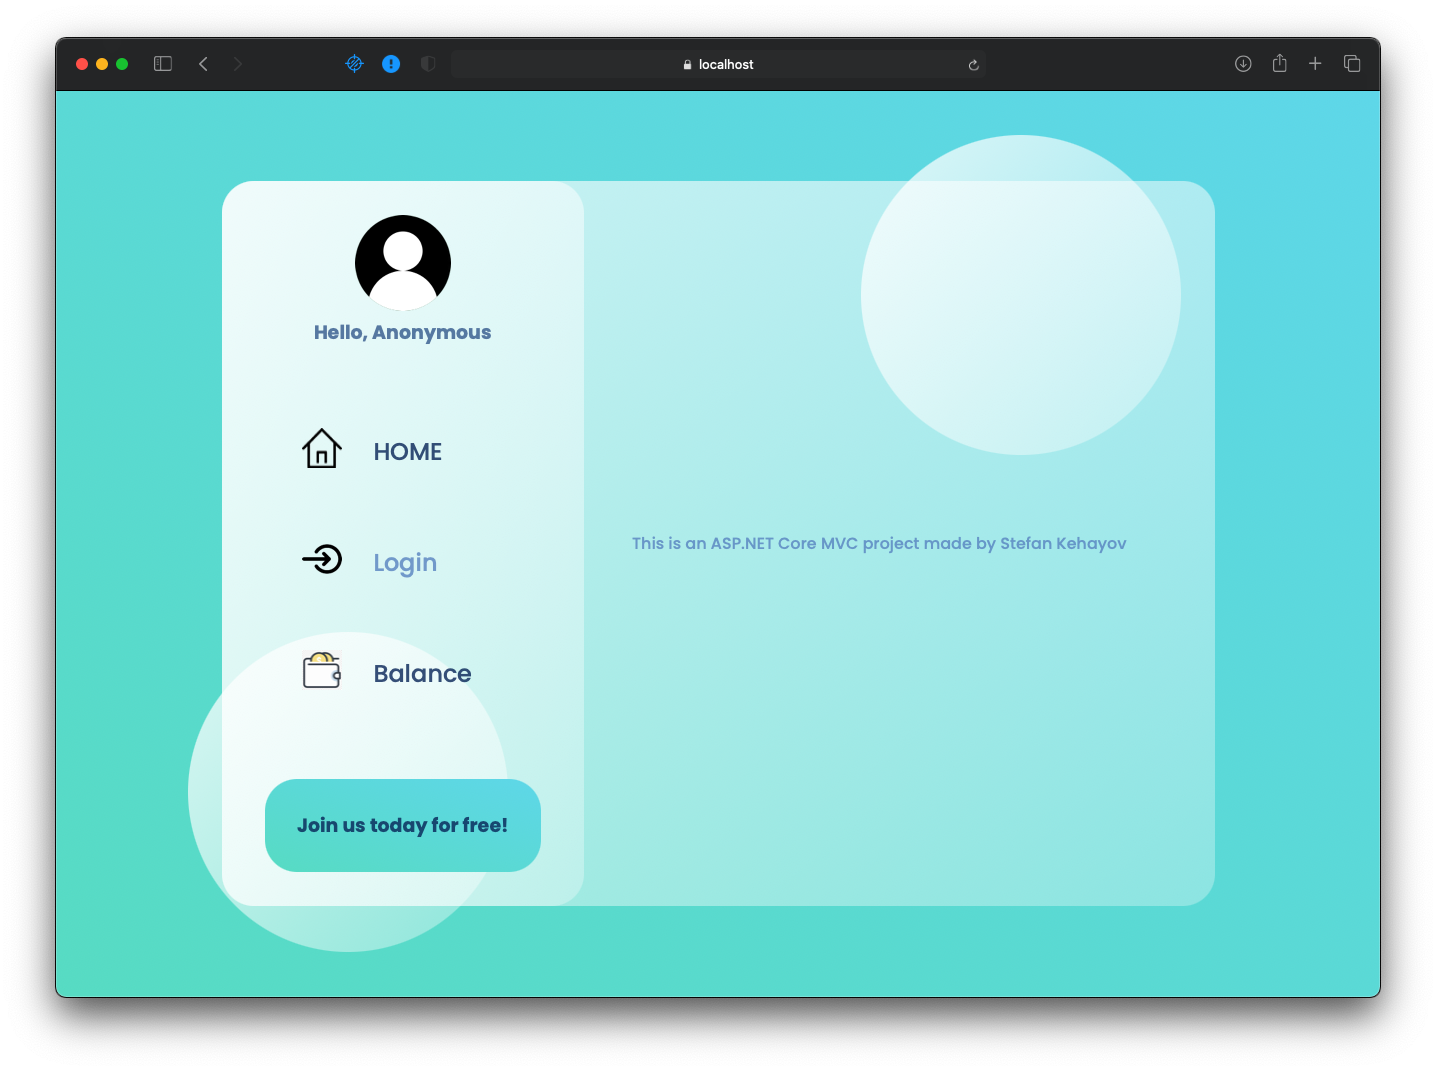 localhost
Hello, Anonymous
HOME
Login
Balance
Join us today for free!
This is an ASP.NET Core MVC project made by Stefan Kehayov